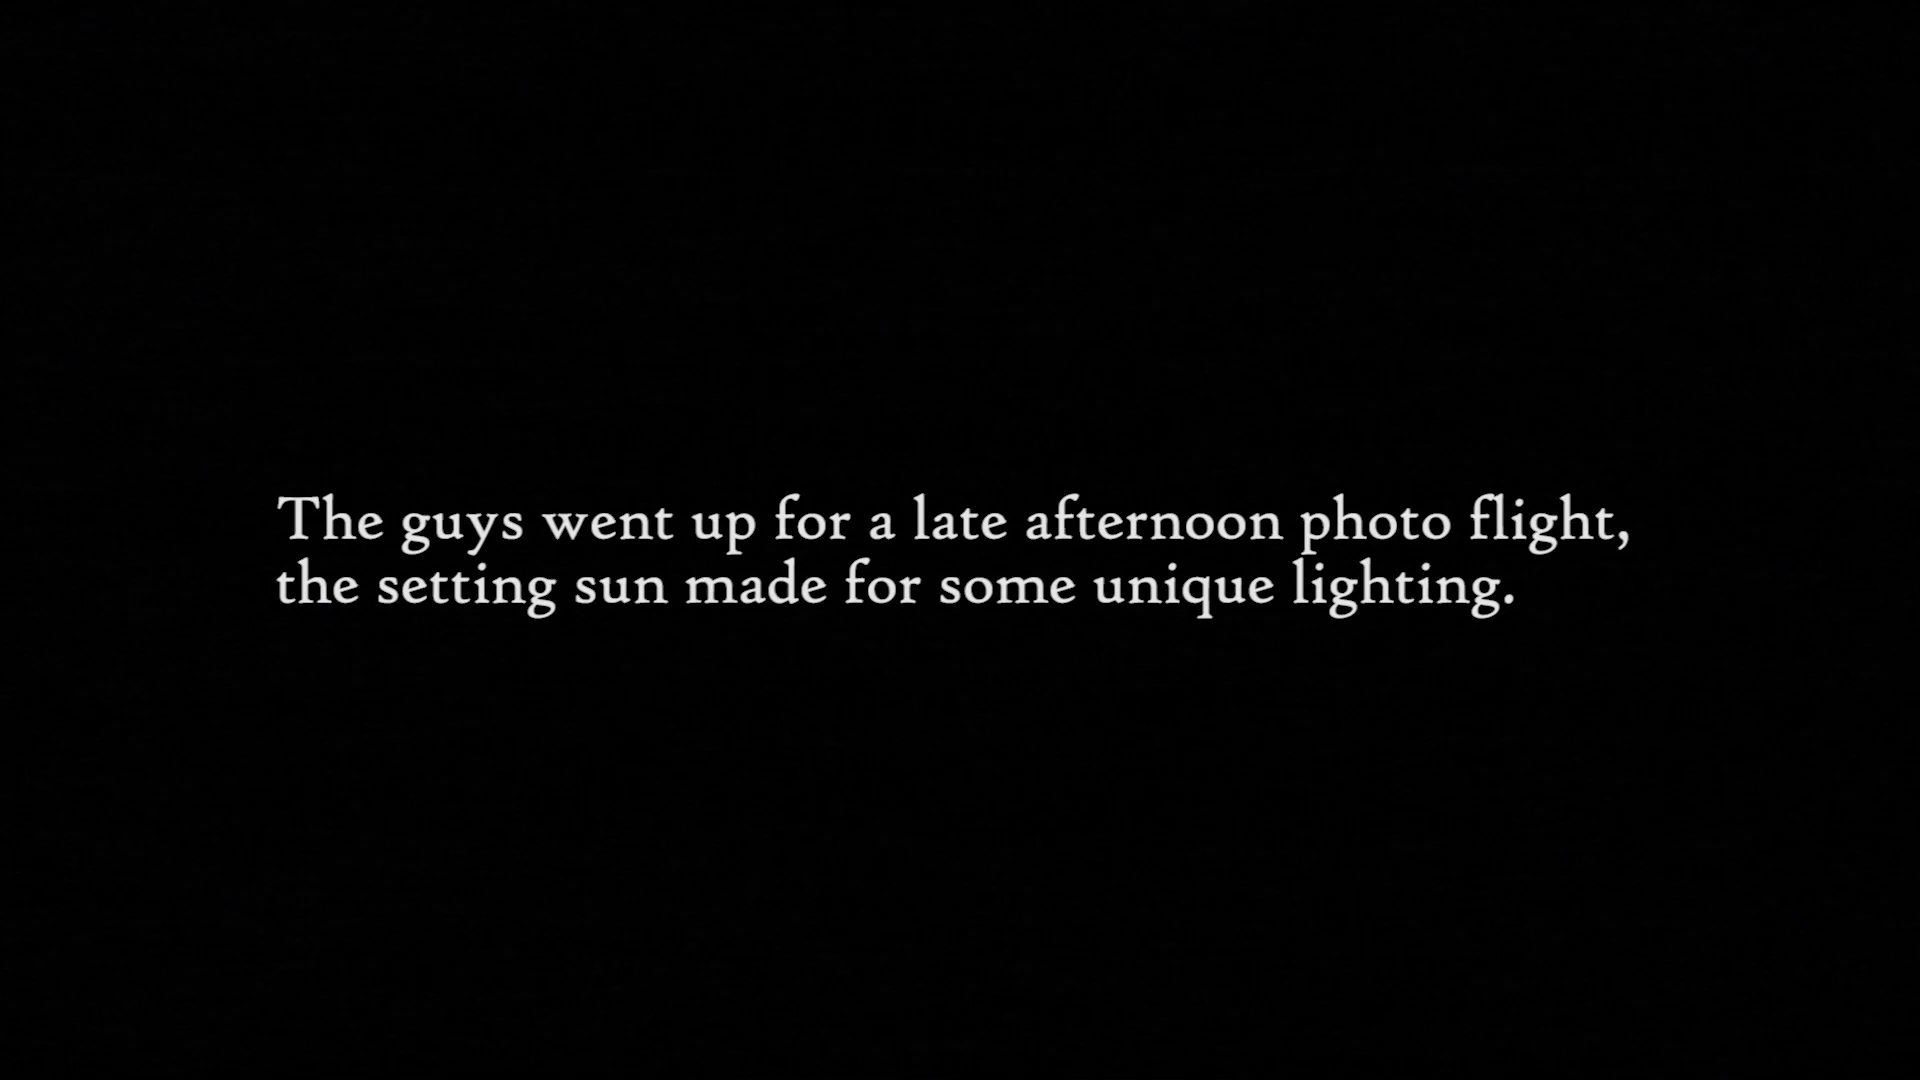 The guys went up for a late afternoon photo flight,
the setting sun made for some unique lighting.